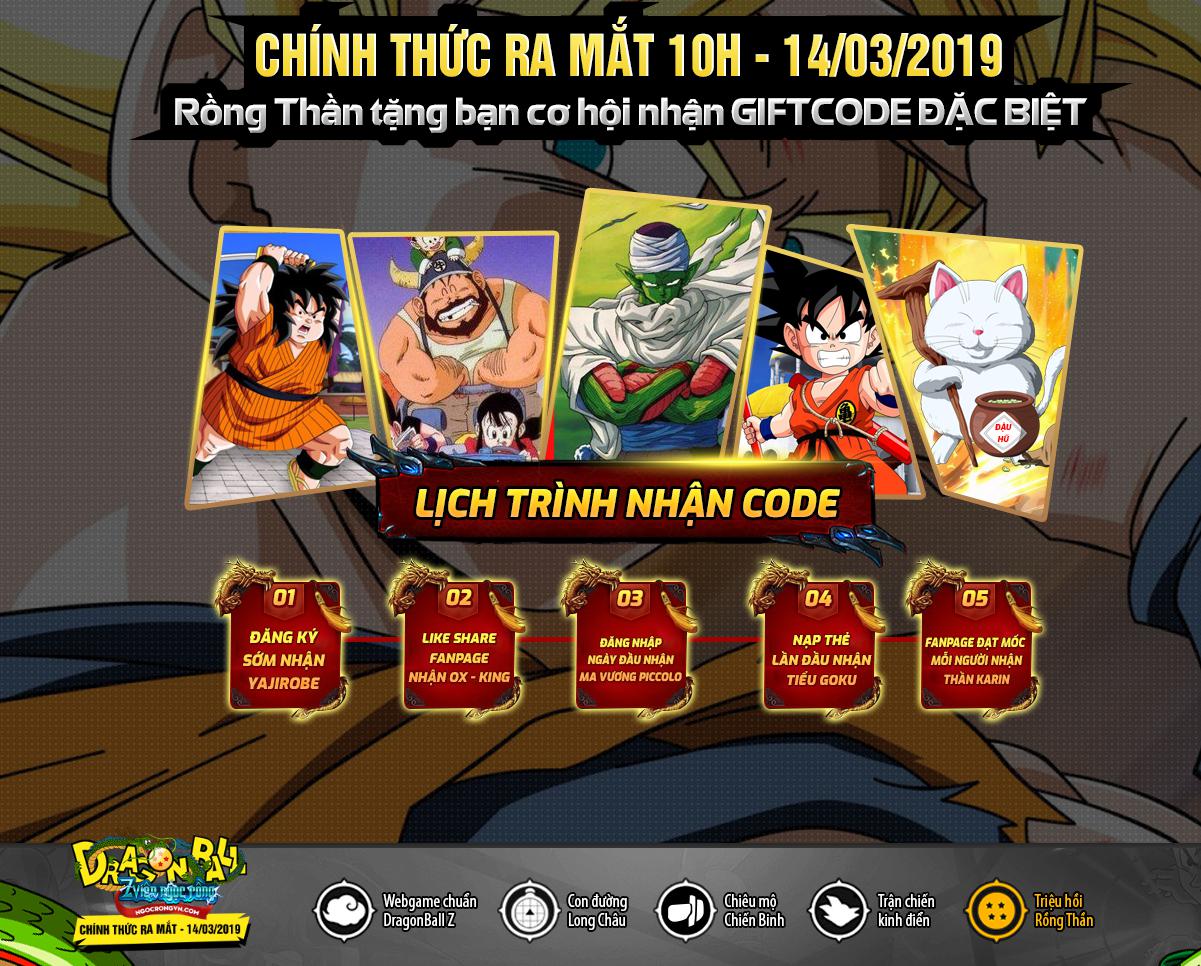 CHÍNH THỨC RA MẮT 10H - 14/03/2019
Rồng Thần tặng bạn cơ hội nhận GIFTCODE ĐẶC BIỆT
ĐẬU
HŨ
LỊCH TRÌNH NHẬN CODE
01
ĐĂNG KÝ
SỚM NHẬN
YAJIROBE
02
LIKE SHARE
FANPAGE
NHẬN OX - KING
03
ĐĂNG NHẬP
NGÀY ĐẦU NHẬN
MA VƯƠNG PICCOLO
04
NẠP THẺ
LẦN ĐẦU NHẬN
TIỂU GOKU
05
FANPAGE ĐẠT MỐC
MỖI NGƯỜI NHẬN
THẦN KARIN
DRAGON BALL
7 Viên ngọc rồng
NGOCRONGVN.COM
CHÍNH THỨC RA MẮT - 14/03/2019
Webgame chuẩn
DragonBall Z
Con đường
Long Châu
Chiêu mộ
Chiến Binh
Trận chiến
kinh điển
Triệu hồi
Rồng Thần